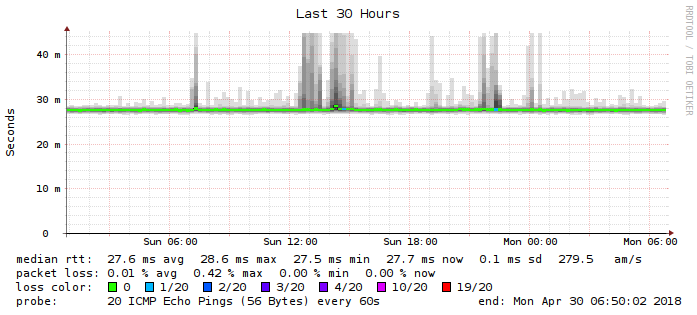 Last 30 Hours
RRDTOOL / TOBI OETIKER
Seconds
40 m
30 m
20 m
10 m
0
Sun 06:00 Sun 12:00 Sun 18:00 Mon 00:00 Mon 06:00
median rtt: 27.6 ms avg 28.6 ms max 27.5 ms min 27.7 ms now 0.1 ms sd 279.5 am/s
packet loss: 0.01 % avg 0.42 % max 0.00 % min 0.00 % now
loss color: 0 1/20 2/20 3/20 4/20 10/20 19/20
probe: 20 ICMP Echo Pings (56 Bytes) every 60s end: Mon Apr 30 06:50:02 2018